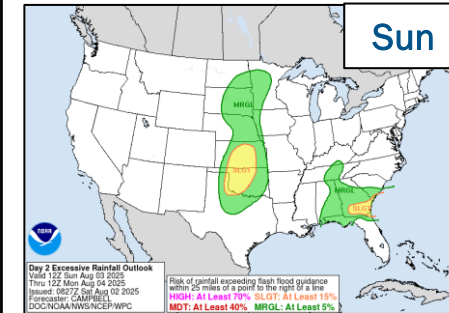 Sun
MRGL
SLGT
MRGL
SLGT
NOAA
Day 2 Excessive Rainfall Outlook
Valid 12Z Sun Aug 03 2025
Thru 12Z Mon Aug 04 2025
Issued: 0827Z Sat Aug 02 2025
Forecaster: CAMPBELL
DOC/NOAA/NWS/NCEP/WPC
Risk of rainfall exceeding flash flood guidance
within 25 miles of a point to the right of a line
HIGH: At Least 70% SLGT: At Least 15%
MDT: At Least 40% MRGL: At Least 5%